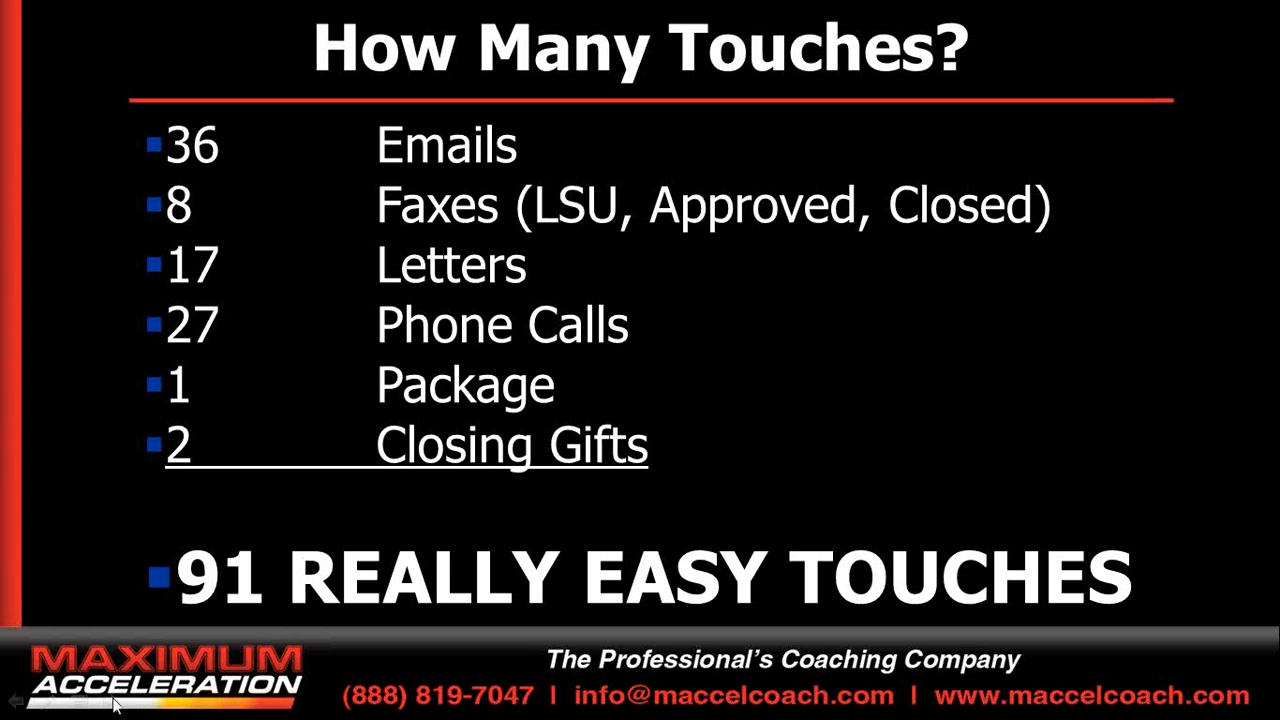 How Many Touches?
36 Emails
8 Faxes (LSU, Approved, Closed)
17 Letters
27 Phone Calls
1 Package
2 Closing Gifts
91 REALLY EASY TOUCHES
MAXIMUM
ACCELERATION
The Professional's Coaching Company
(888) 819-7047 | info@maccelcoach.com | www.maccelcoach.com